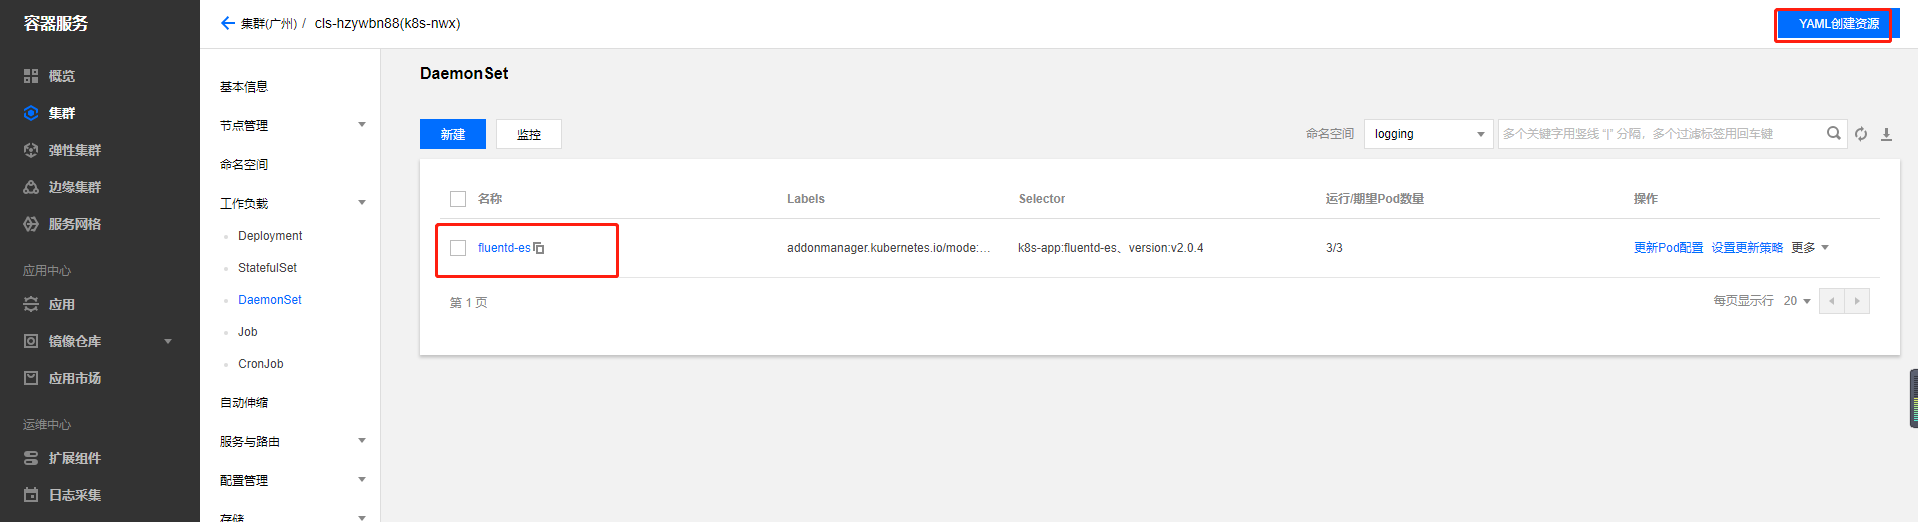 容器服务
概览
集群
弹性集群
边缘集群
服务网格
应用中心
应用
镜像仓库
应用市场
运维中心
扩展组件
日志采集
集群(广州) / cls-hzywbn88(k8s-nwx)
YAML创建资源
基本信息
节点管理
命名空间
工作负载
Deployment
StatefulSet
DaemonSet
Job
CronJob
自动伸缩
服务与路由
配置管理
存储
DaemonSet
新建 监控 命名空间 logging 多个关键字用竖线 "|" 分隔，多个过滤标签用回车键
名称 Labels Selector 运行/期望Pod数量 操作
fluentd-es addonmanager.kubernetes.io/mode:... k8s-app:fluentd-es、version:v2.0.4 3/3 更新Pod配置 设置更新策略 更多
第 1 页 每页显示行 20